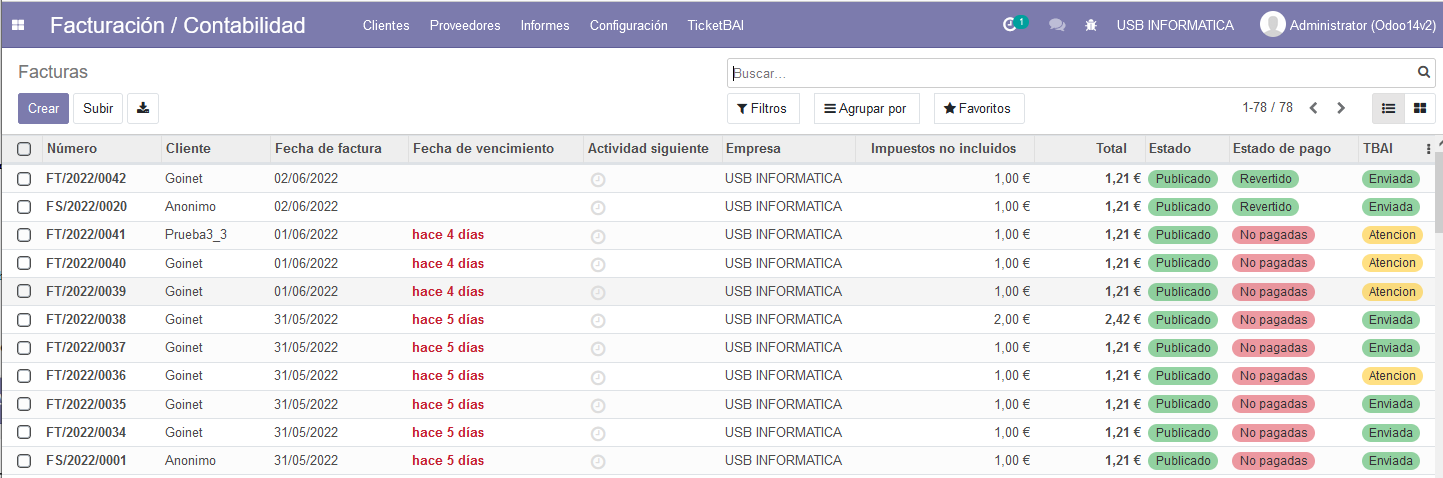 Facturación / Contabilidad Clientes Proveedores Informes Configuración TicketBAI 1 USB INFORMATICA Administrator (Odoo14v2)
Facturas Buscar...
Crear Subir Filtros Agrupar por Favoritos 1-78 / 78
Número Cliente Fecha de factura Fecha de vencimiento Actividad siguiente Empresa Impuestos no incluidos Total Estado Estado de pago TBAI
FT/2022/0042 Goinet 02/06/2022 USB INFORMATICA 1,00 € 1,21 € Publicado Revertido Enviada
FS/2022/0020 Anonimo 02/06/2022 USB INFORMATICA 1,00 € 1,21 € Publicado Revertido Enviada
FT/2022/0041 Prueba3_3 01/06/2022 hace 4 días USB INFORMATICA 1,00 € 1,21 € Publicado No pagadas Atencion
FT/2022/0040 Goinet 01/06/2022 hace 4 días USB INFORMATICA 1,00 € 1,21 € Publicado No pagadas Atencion
FT/2022/0039 Goinet 01/06/2022 hace 4 días USB INFORMATICA 1,00 € 1,21 € Publicado No pagadas Atencion
FT/2022/0038 Goinet 31/05/2022 hace 5 días USB INFORMATICA 2,00 € 2,42 € Publicado No pagadas Enviada
FT/2022/0037 Goinet 31/05/2022 hace 5 días USB INFORMATICA 1,00 € 1,21 € Publicado No pagadas Enviada
FT/2022/0036 Goinet 31/05/2022 hace 5 días USB INFORMATICA 1,00 € 1,21 € Publicado No pagadas Atencion
FT/2022/0035 Goinet 31/05/2022 hace 5 días USB INFORMATICA 1,00 € 1,21 € Publicado No pagadas Enviada
FT/2022/0034 Goinet 31/05/2022 hace 5 días USB INFORMATICA 1,00 € 1,21 € Publicado No pagadas Enviada
FS/2022/0001 Anonimo 31/05/2022 hace 5 días USB INFORMATICA 1,00 € 1,21 € Publicado No pagadas Enviada